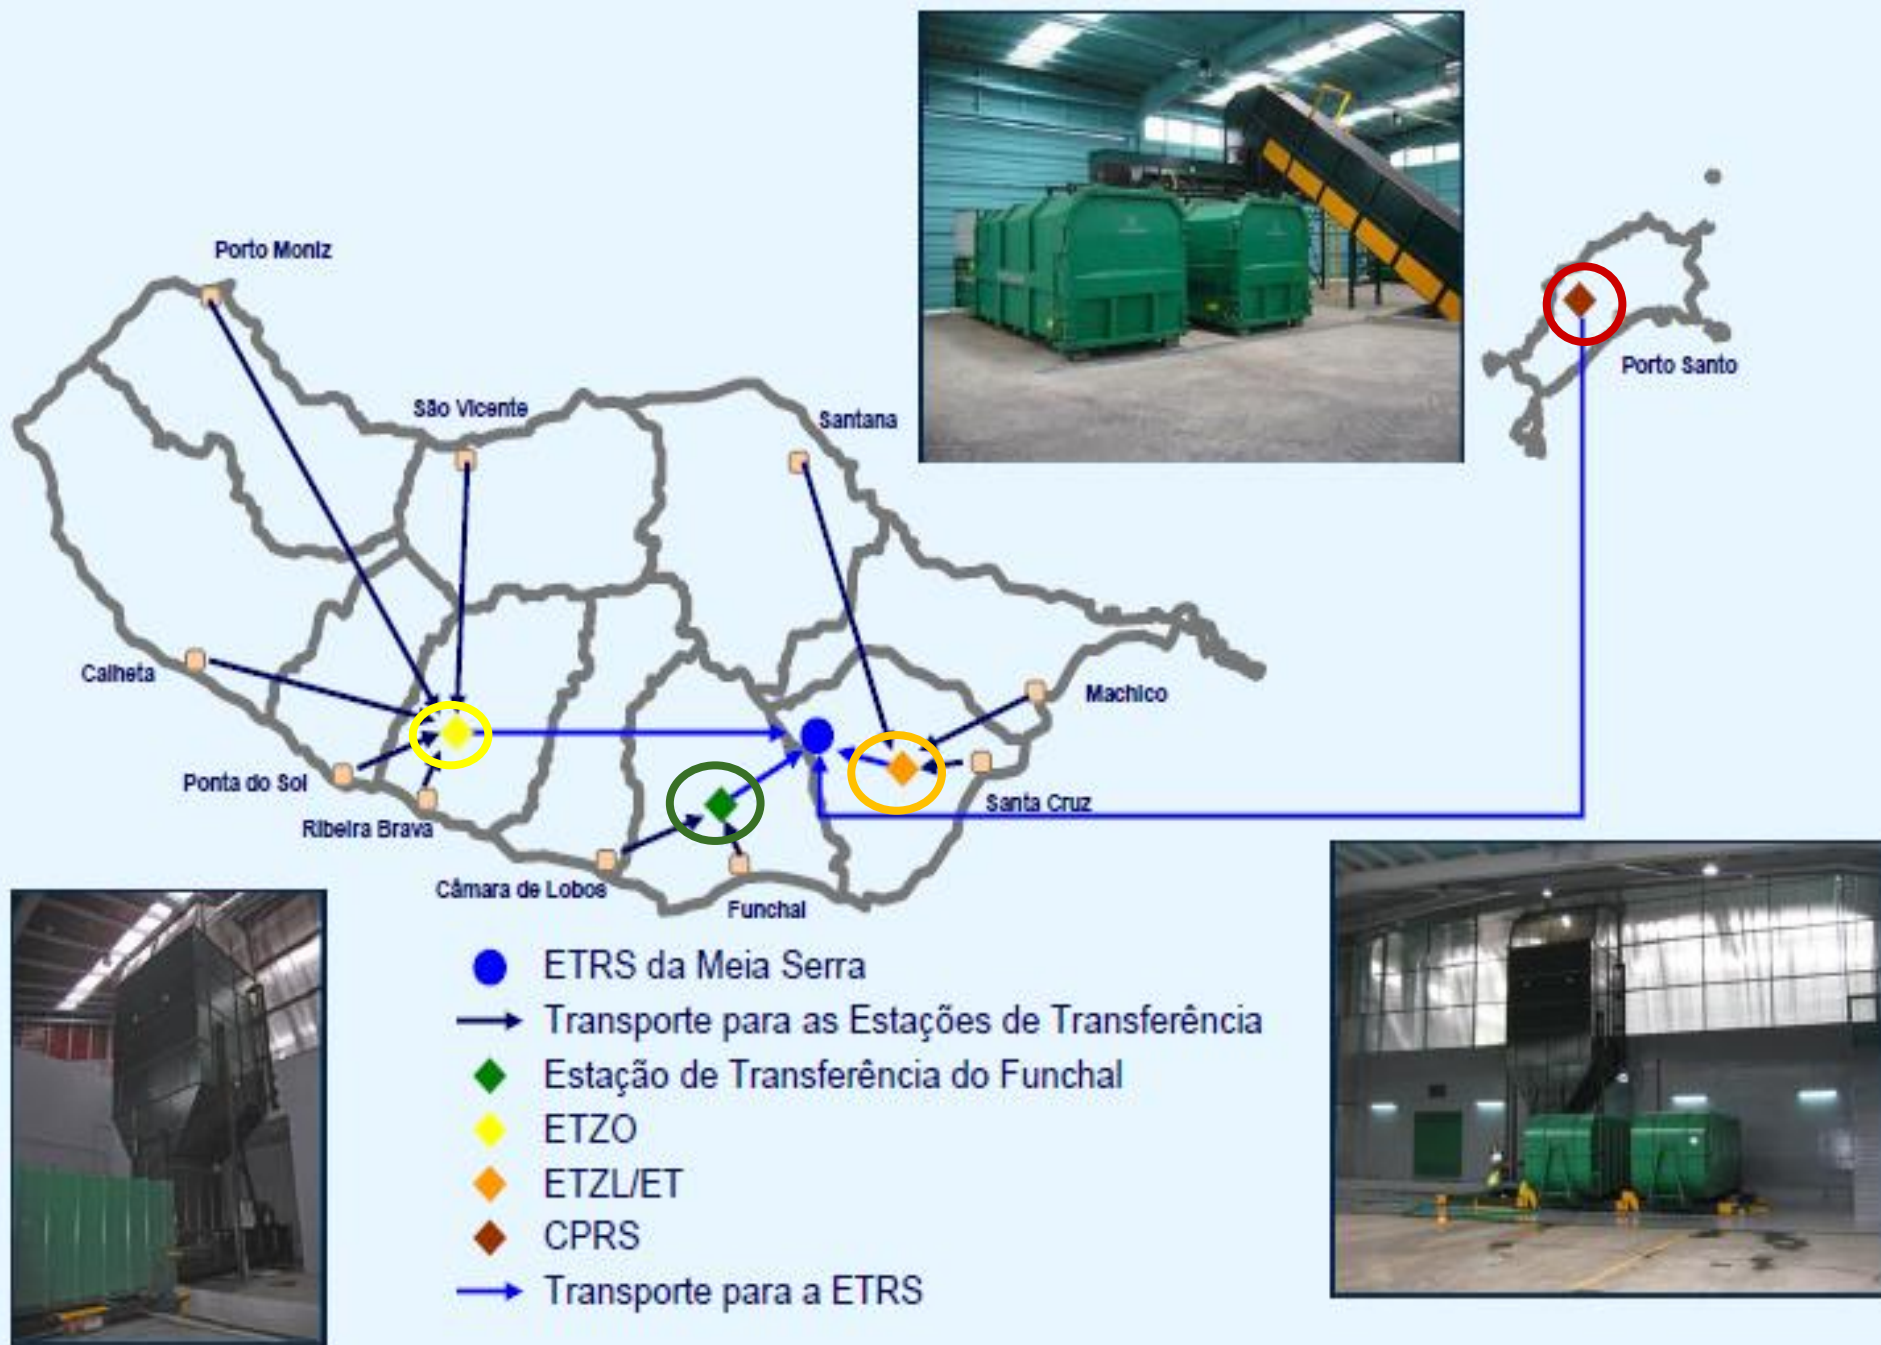 Porto Moniz
São Vicente
Santana
Porto Santo
Calheta
Machico
Ponta do Sol
Santa Cruz
Ribeira Brava
Câmara de Lobos
Funchal
ETRS da Meia Serra
Transporte para as Estações de Transferência
Estação de Transferência do Funchal
ETZO
ETZL/ET
CPRS
Transporte para a ETRS